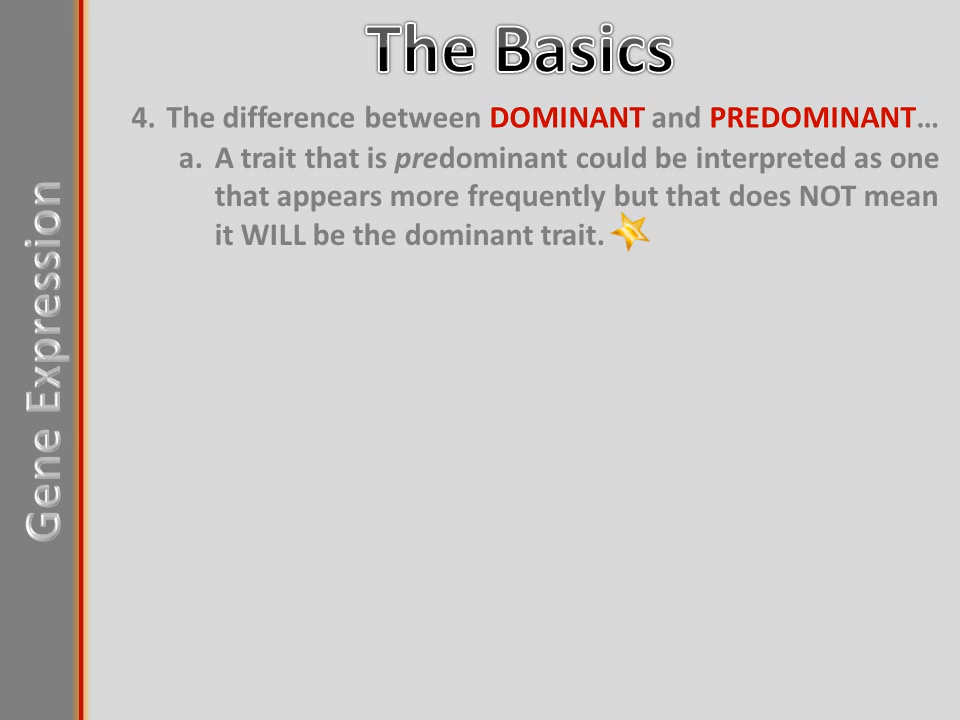 The Basics
4. The difference between DOMINANT and PREDOMINANT…
a. A trait that is predominant could be interpreted as one
that appears more frequently but that does NOT mean
it WILL be the dominant trait.
Gene Expression